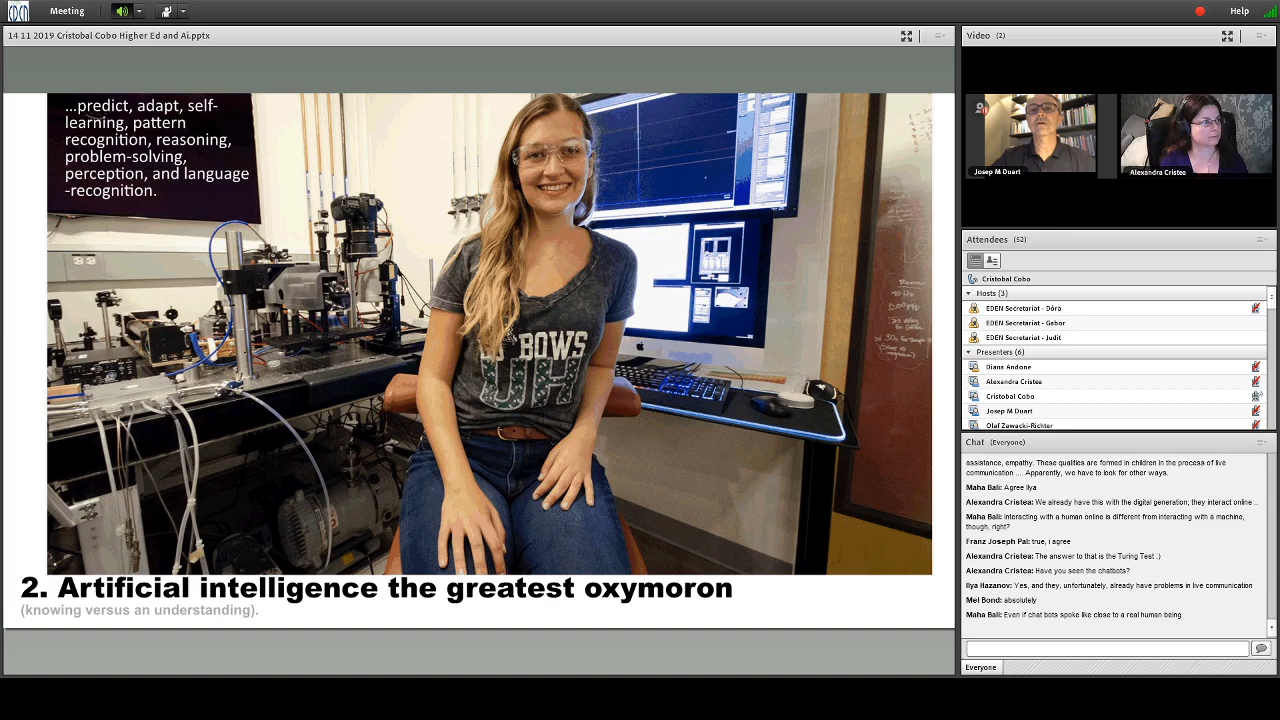 EDEN
Meeting
Help
14 11 2019 Cristobal Cobo Higher Ed and Ai.pptx
...predict, adapt, self-
learning, pattern
recognition, reasoning,
problem-solving,
perception, and language
-recognition.
BOWS
UH
2. Artificial intelligence the greatest oxymoron
(knowing versus an understanding).
Video (2)
Josep M Duart
Alexandra Cristea
Attendees (52)
Cristobal Cobo
Hosts (3)
EDEN Secretariat - Dóra
EDEN Secretariat - Gabor
EDEN Secretariat - Judit
Presenters (6)
Diana Andone
Alexandra Cristea
Cristobal Cobo
Josep M Duart
Olaf Zawacki-Richter
Chat (Everyone)
assistance, empathy. These qualities are formed in children in the process of live
communication .... Apparently, we have to look for other ways.
Maha Bali: Agree Ilya
Alexandra Cristea: We already have this with the digital generation; they interact online ..
Maha Bali: interacting with a human online is different from interacting with a machine,
though, right?
Franz Joseph Pal: true, i agree
Alexandra Cristea: The answer to that is the Turing Test :)
Alexandra Cristea: Have you seen the chatbots?
Ilya Hazanov: Yes, and they, unfortunately, already have problems in live communication
Mel Bond: absolutely
Maha Bali: Even if chat bots spoke like close to a real human being
Everyone